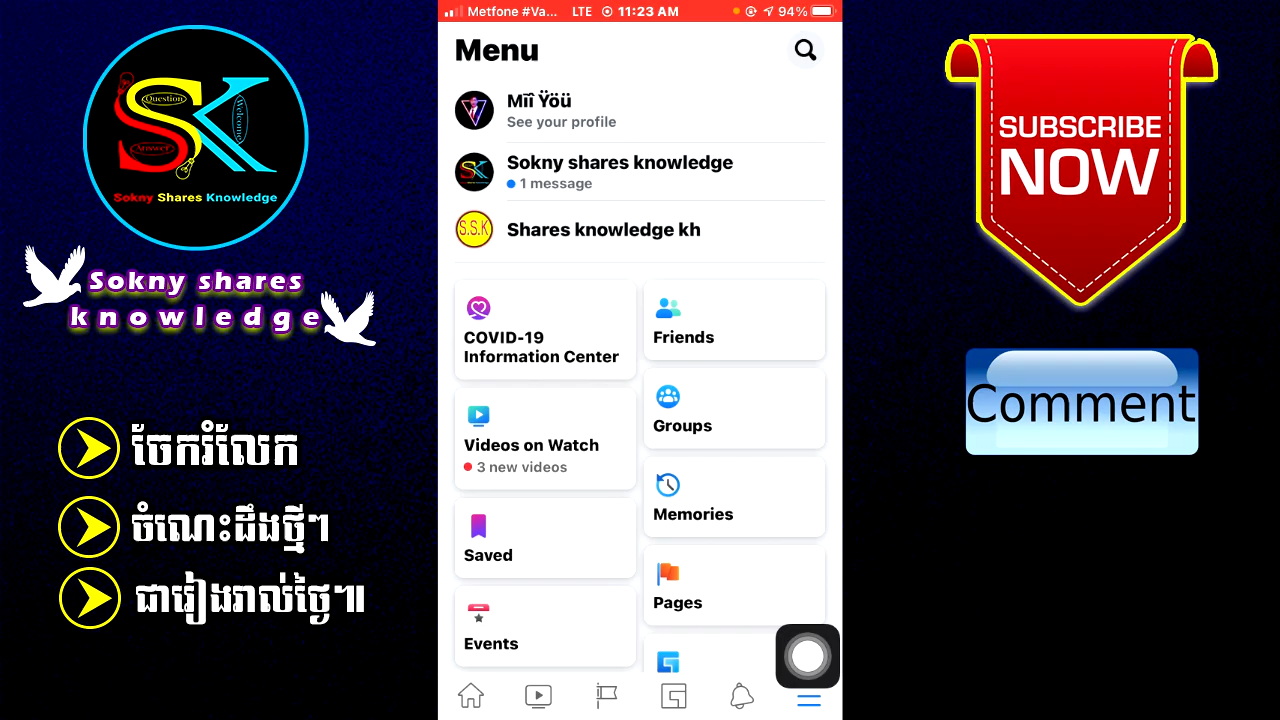 Question
Welcome
Answer
Sokny Shares Knowledge
Sokny shares
knowledge
ចែករំលែក
ចំណេះដឹងថ្មីៗ
ជារៀងរាល់ថ្ងៃ៕
Metfone #Va... LTE 11:23 AM 94%
Menu
Mïî Ÿöü
See your profile
Sokny shares knowledge
1 message
S.S.K
Shares knowledge kh
COVID-19
Information Center
Friends
Videos on Watch
3 new videos
Groups
Memories
Saved
Pages
Events
SUBSCRIBE
NOW
Comment